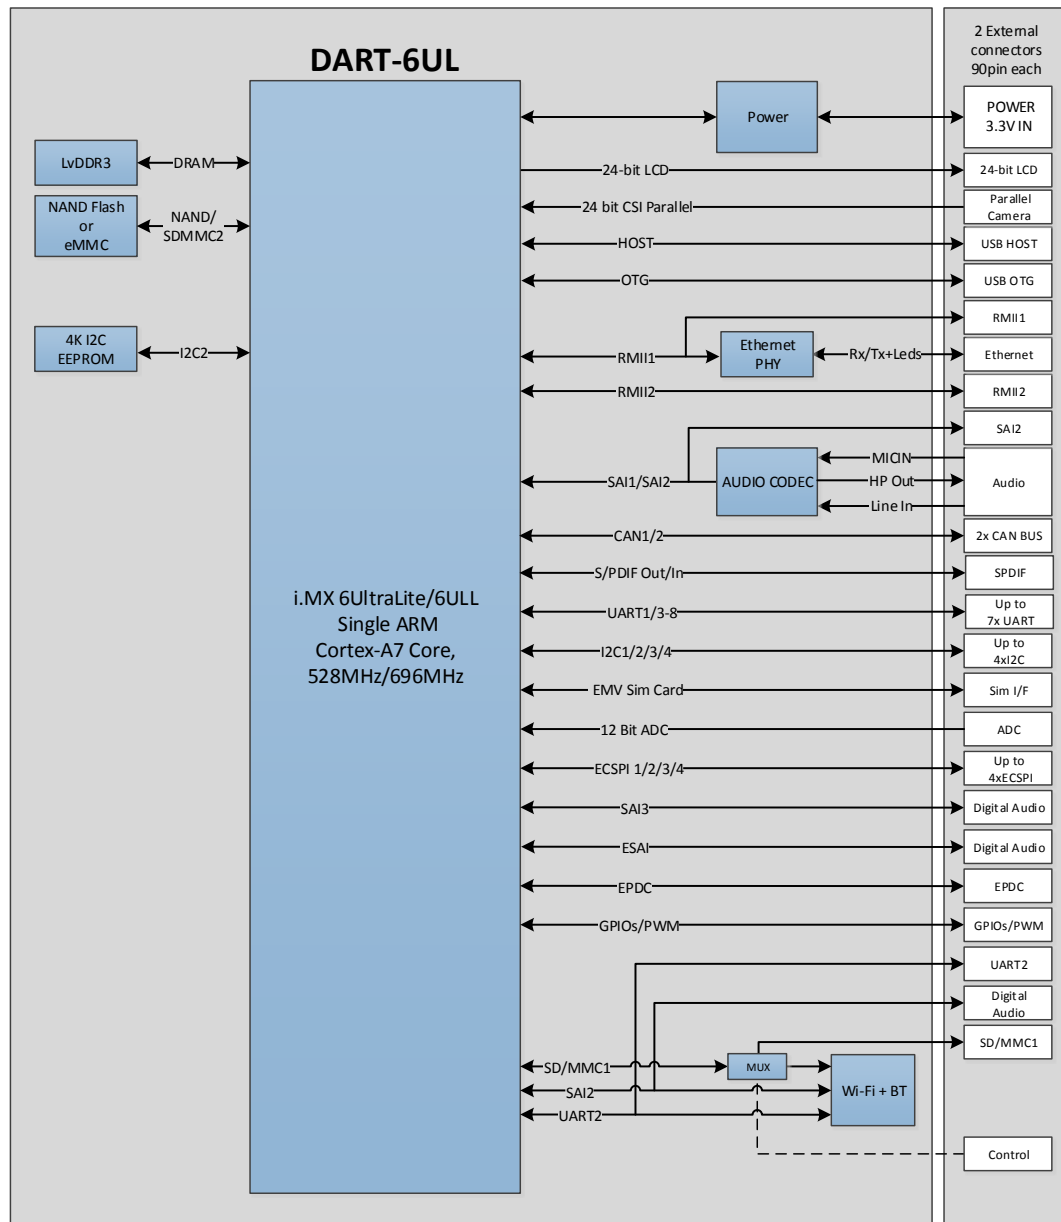 DART-6UL
2 External
connectors
90pin each
LvDDR3
DRAM
NAND Flash
or
eMMC
NAND/
SDMMC2
4K I2C
EEPROM
I2C2
i.MX 6UltraLite/6ULL
Single ARM
Cortex-A7 Core,
528MHz/696MHz
Power
POWER
3.3V IN
24-bit LCD
24-bit LCD
24 bit CSI Parallel
Parallel
Camera
HOST
USB HOST
OTG
USB OTG
RMII1
RMII1
Ethernet
PHY
Rx/Tx+Leds
Ethernet
RMII2
RMII2
SAI2
SAI1/SAI2
AUDIO CODEC
MICIN
HP Out
Line In
Audio
CAN1/2
2x CAN BUS
S/PDIF Out/In
SPDIF
UART1/3-8
Up to
7x UART
I2C1/2/3/4
Up to
4xI2C
EMV Sim Card
Sim I/F
12 Bit ADC
ADC
ECSPI 1/2/3/4
Up to
4xECSPI
SAI3
Digital Audio
ESAI
Digital Audio
EPDC
EPDC
GPIOs/PWM
GPIOs/PWM
UART2
Digital
Audio
SD/MMC1
SD/MMC1
MUX
SAI2
UART2
Wi-Fi + BT
Control